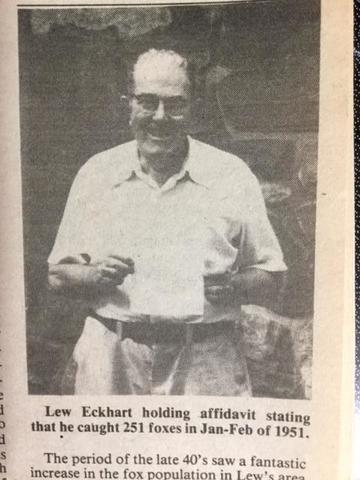 Lew Eckhart holding affidavit stating
that he caught 251 foxes in Jan-Feb of 1951.
The period of the late 40's saw a fantastic
increase in the fox population in Lew's area